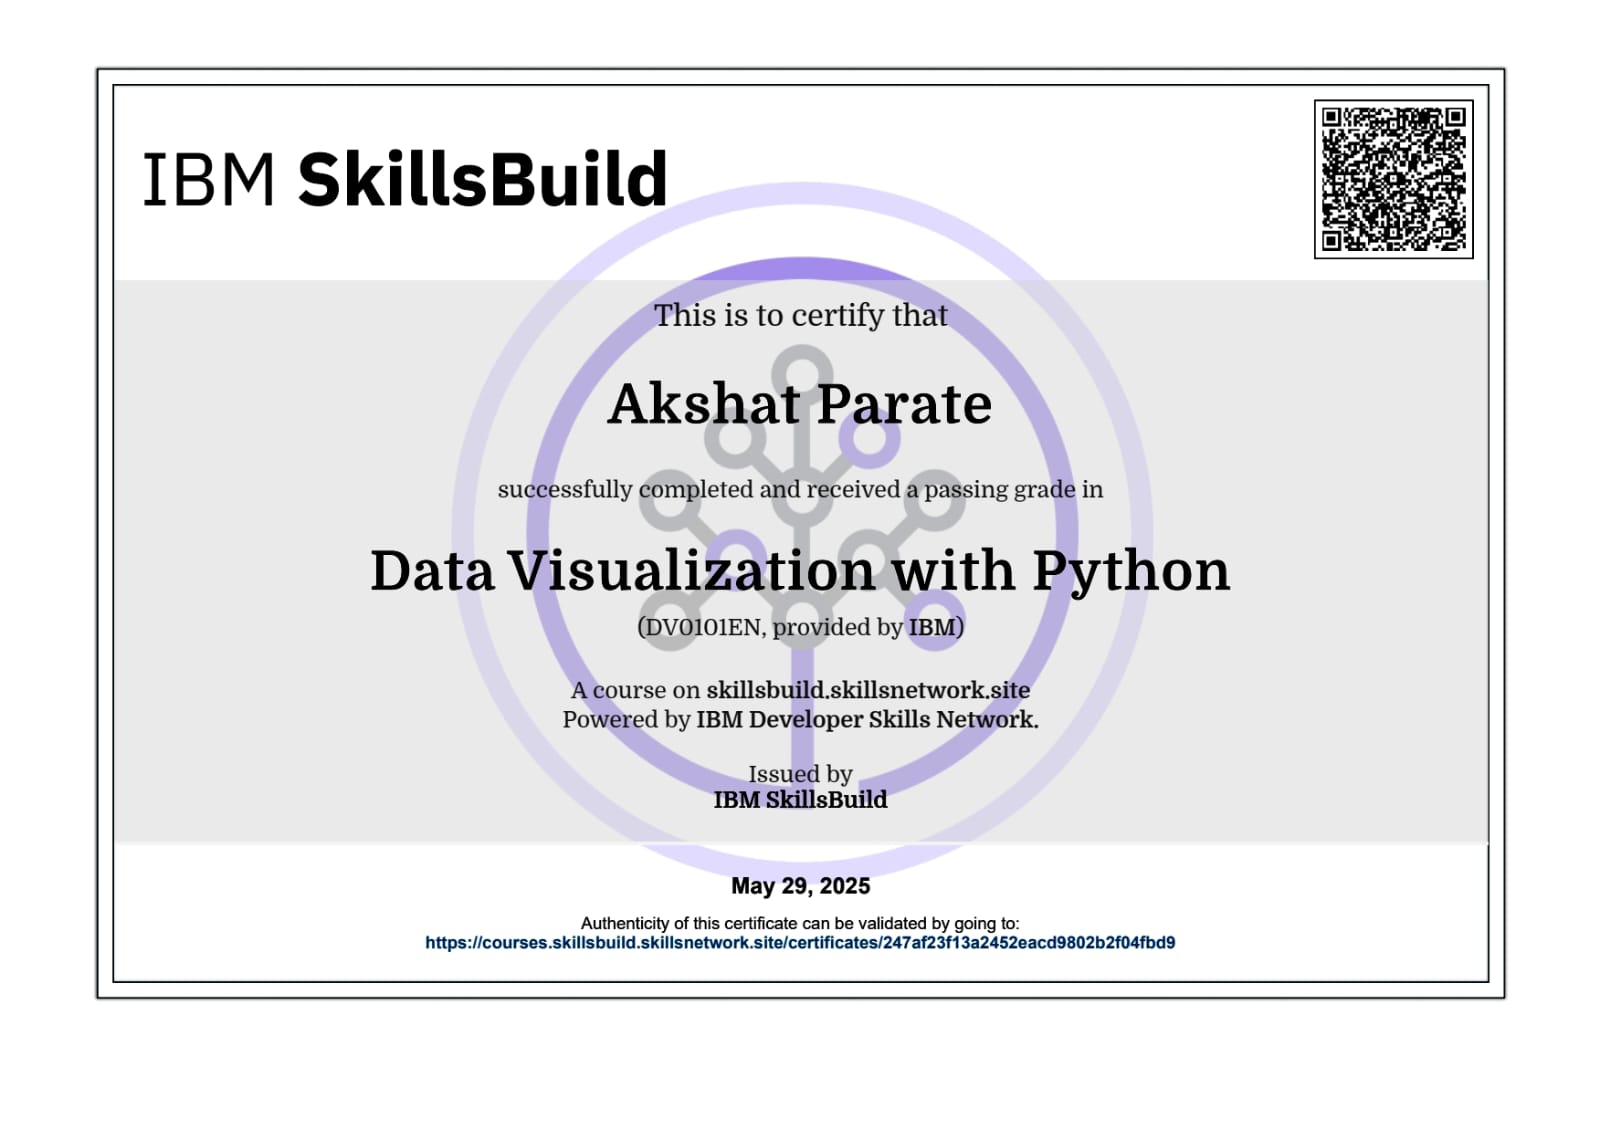 IBM SkillsBuild
This is to certify that
Akshat Parate
successfully completed and received a passing grade in
Data Visualization with Python
(DV0101EN, provided by IBM)
A course on skillsbuild.skillsnetwork.site
Powered by IBM Developer Skills Network.
Issued by
IBM SkillsBuild
May 29, 2025
Authenticity of this certificate can be validated by going to:
https://courses.skillsbuild.skillsnetwork.site/certificates/247af23f13a2452eacd9802b2f04fbd9